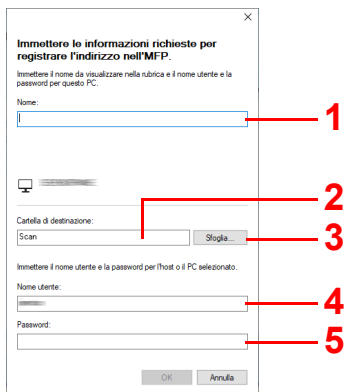 Immettere le informazioni richieste per
registrare l'indirizzo nell'MFP.
Immettere il nome da visualizzare nella rubrica e il nome utente e la
password per questo PC.
Nome:
1
2
Cartella di destinazione:
Scan
Sfoglia...
3
Immettere il nome utente e la password per l'host o il PC selezionato.
Nome utente:
4
Password:
5
OK
Annulla